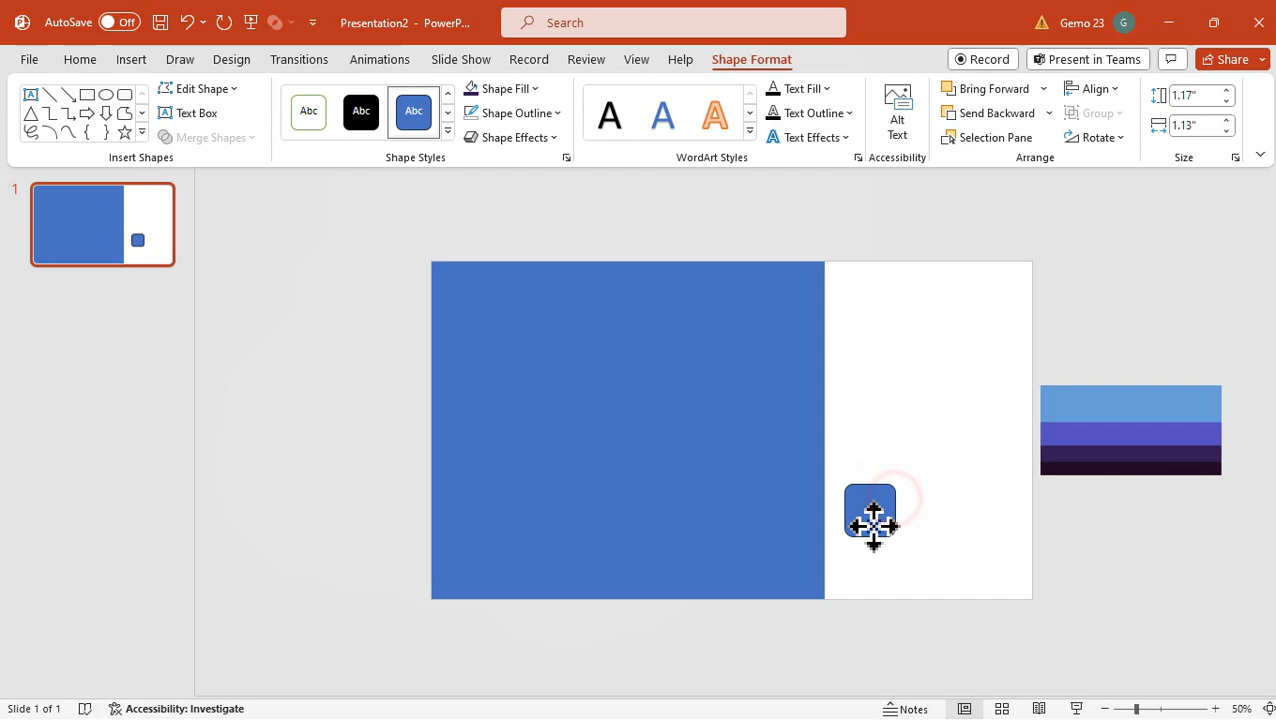 AutoSave Off Presentation2 - PowerP... Search Gemo 23 G
File Home Insert Draw Design Transitions Animations Slide Show Record Review View Help Shape Format Record Present in Teams Share
Edit Shape Abc Abc Abc Shape Fill A A A Text Fill Bring Forward Align 1.17"
A Text Box Shape Outline Text Outline Alt Text Send Backward Group 1.13"
Merge Shapes Shape Effects Text Effects Selection Pane Rotate
Insert Shapes Shape Styles WordArt Styles Accessibility Arrange Size
1
Slide 1 of 1 Accessibility: Investigate Notes 50%